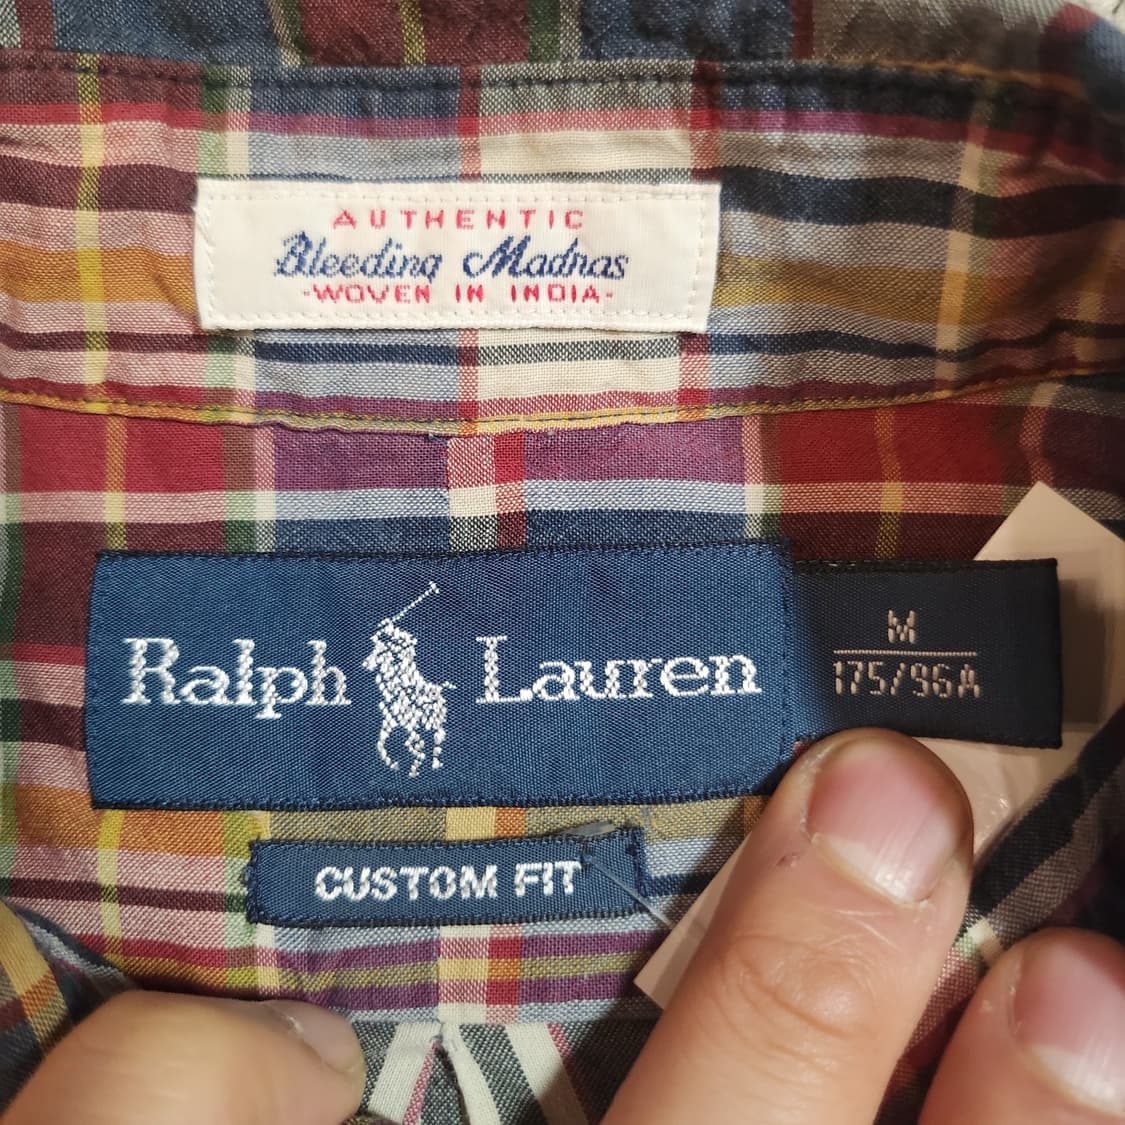 AUTHENTIC
Bleeding Madras
-WOVEN IN INDIA-
Ralph Lauren
M
175/96A
CUSTOM FIT